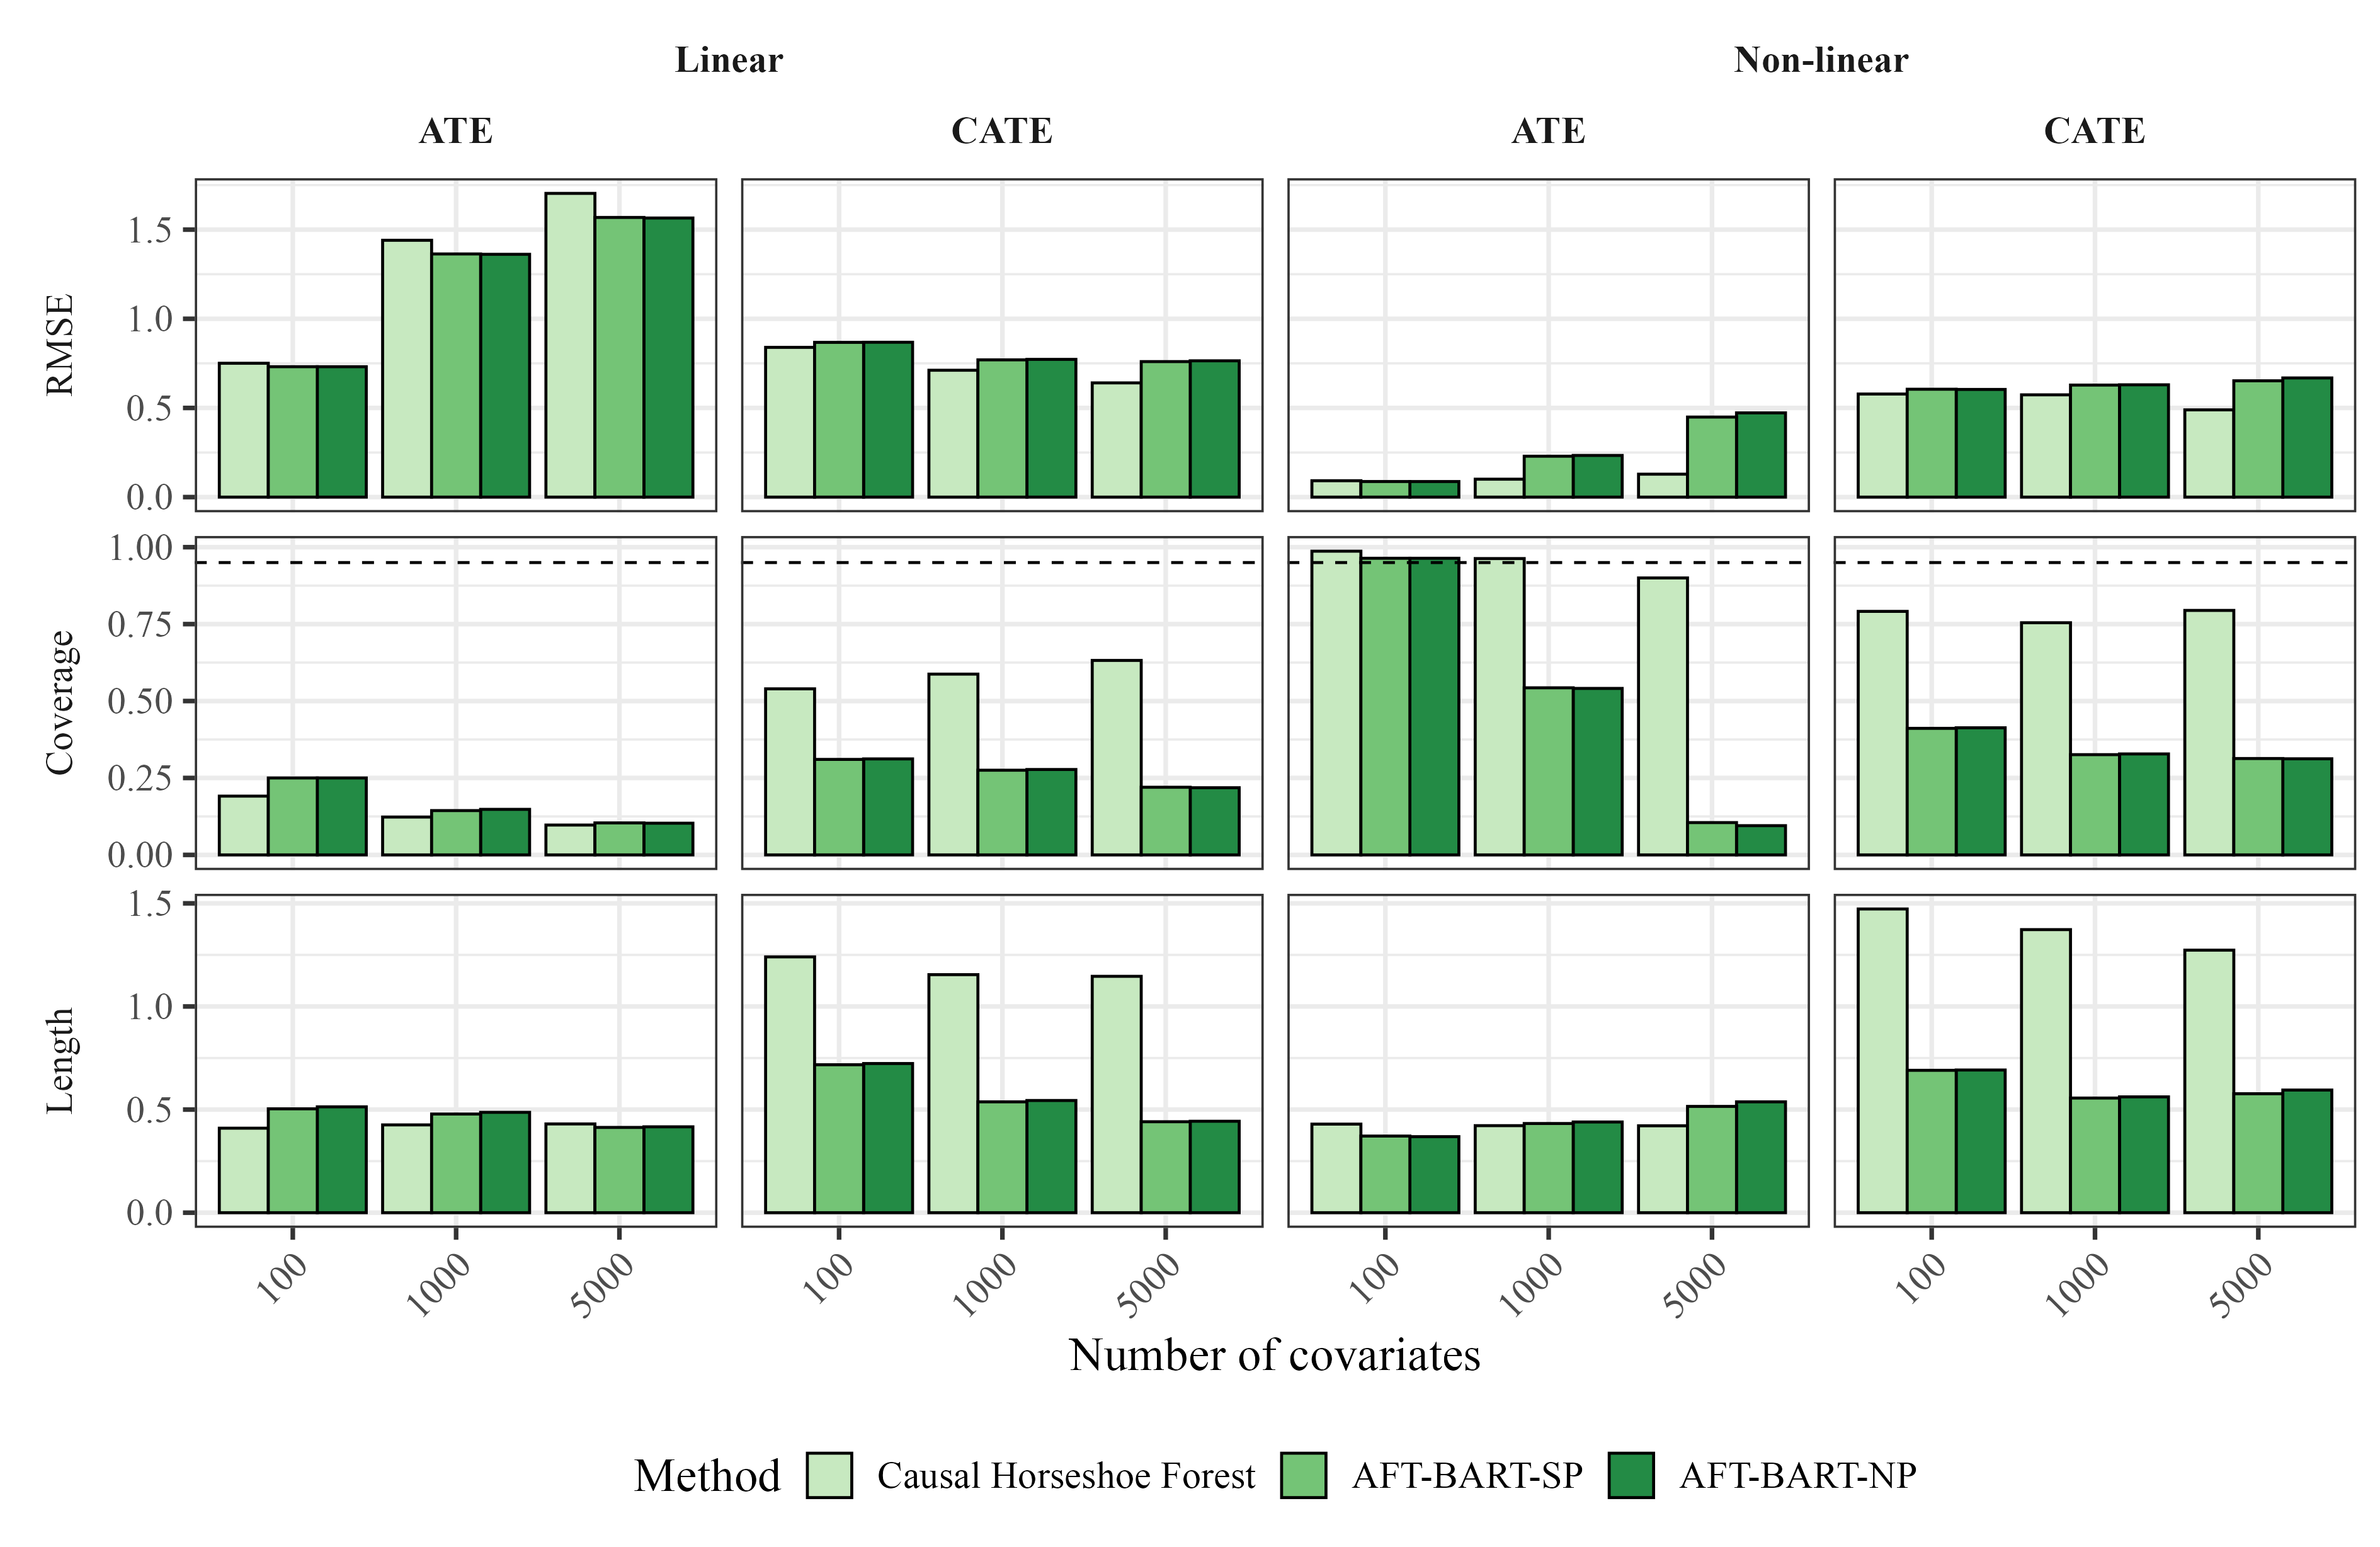 Linear Non-linear
ATE CATE ATE CATE
RMSE
1.5
1.0
0.5
0.0
Coverage
1.00
0.75
0.50
0.25
0.00
Length
1.5
1.0
0.5
0.0
100 1000 5000 100 1000 5000 100 1000 5000 100 1000 5000
Number of covariates
Method Causal Horseshoe Forest AFT-BART-SP AFT-BART-NP